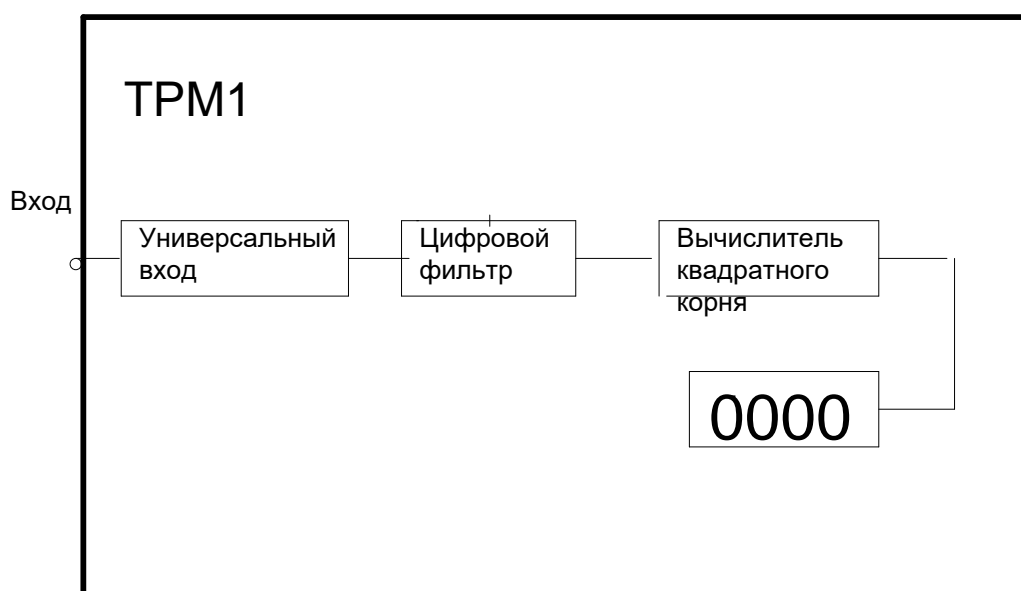 ТРМ1
Вход
Универсальный
вход
Цифровой
фильтр
Вычислитель
квадратного
корня
0000